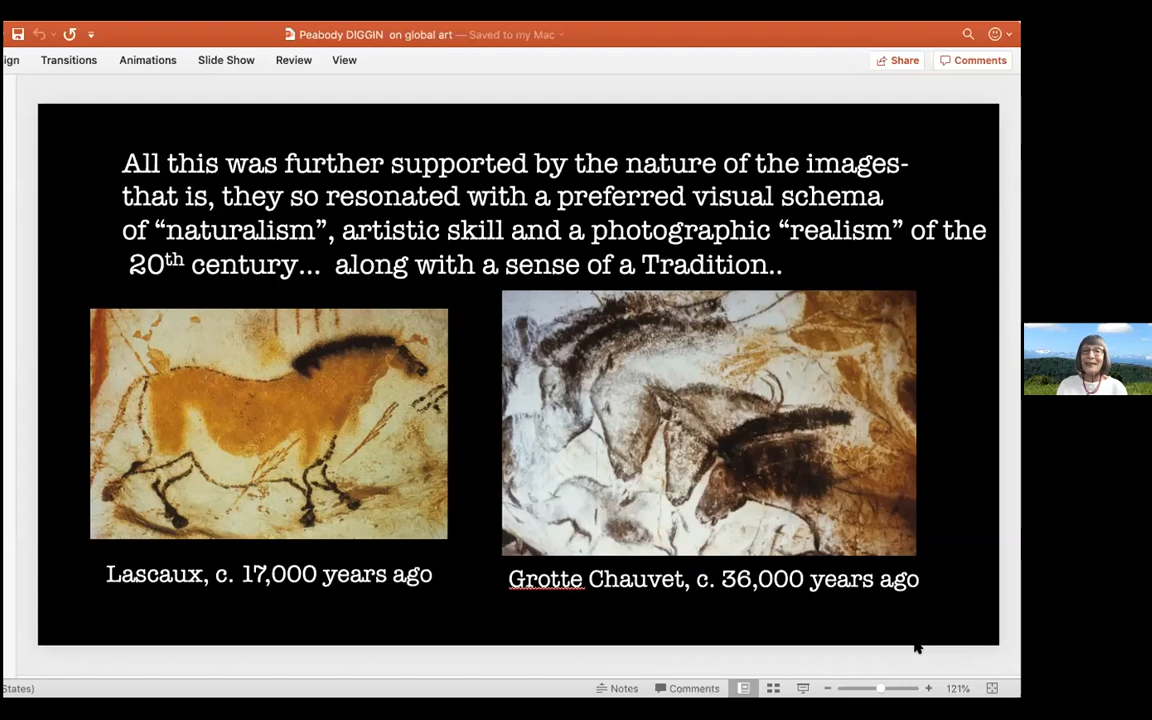 Peabody DIGGIN on global art — Saved to my Mac
ign Transitions Animations Slide Show Review View Share Comments
All this was further supported by the nature of the images-
that is, they so resonated with a preferred visual schema
of “naturalism”, artistic skill and a photographic “realism” of the
20th century... along with a sense of a Tradition..
Lascaux, c. 17,000 years ago
Grotte Chauvet, c. 36,000 years ago
States) Notes Comments 121%